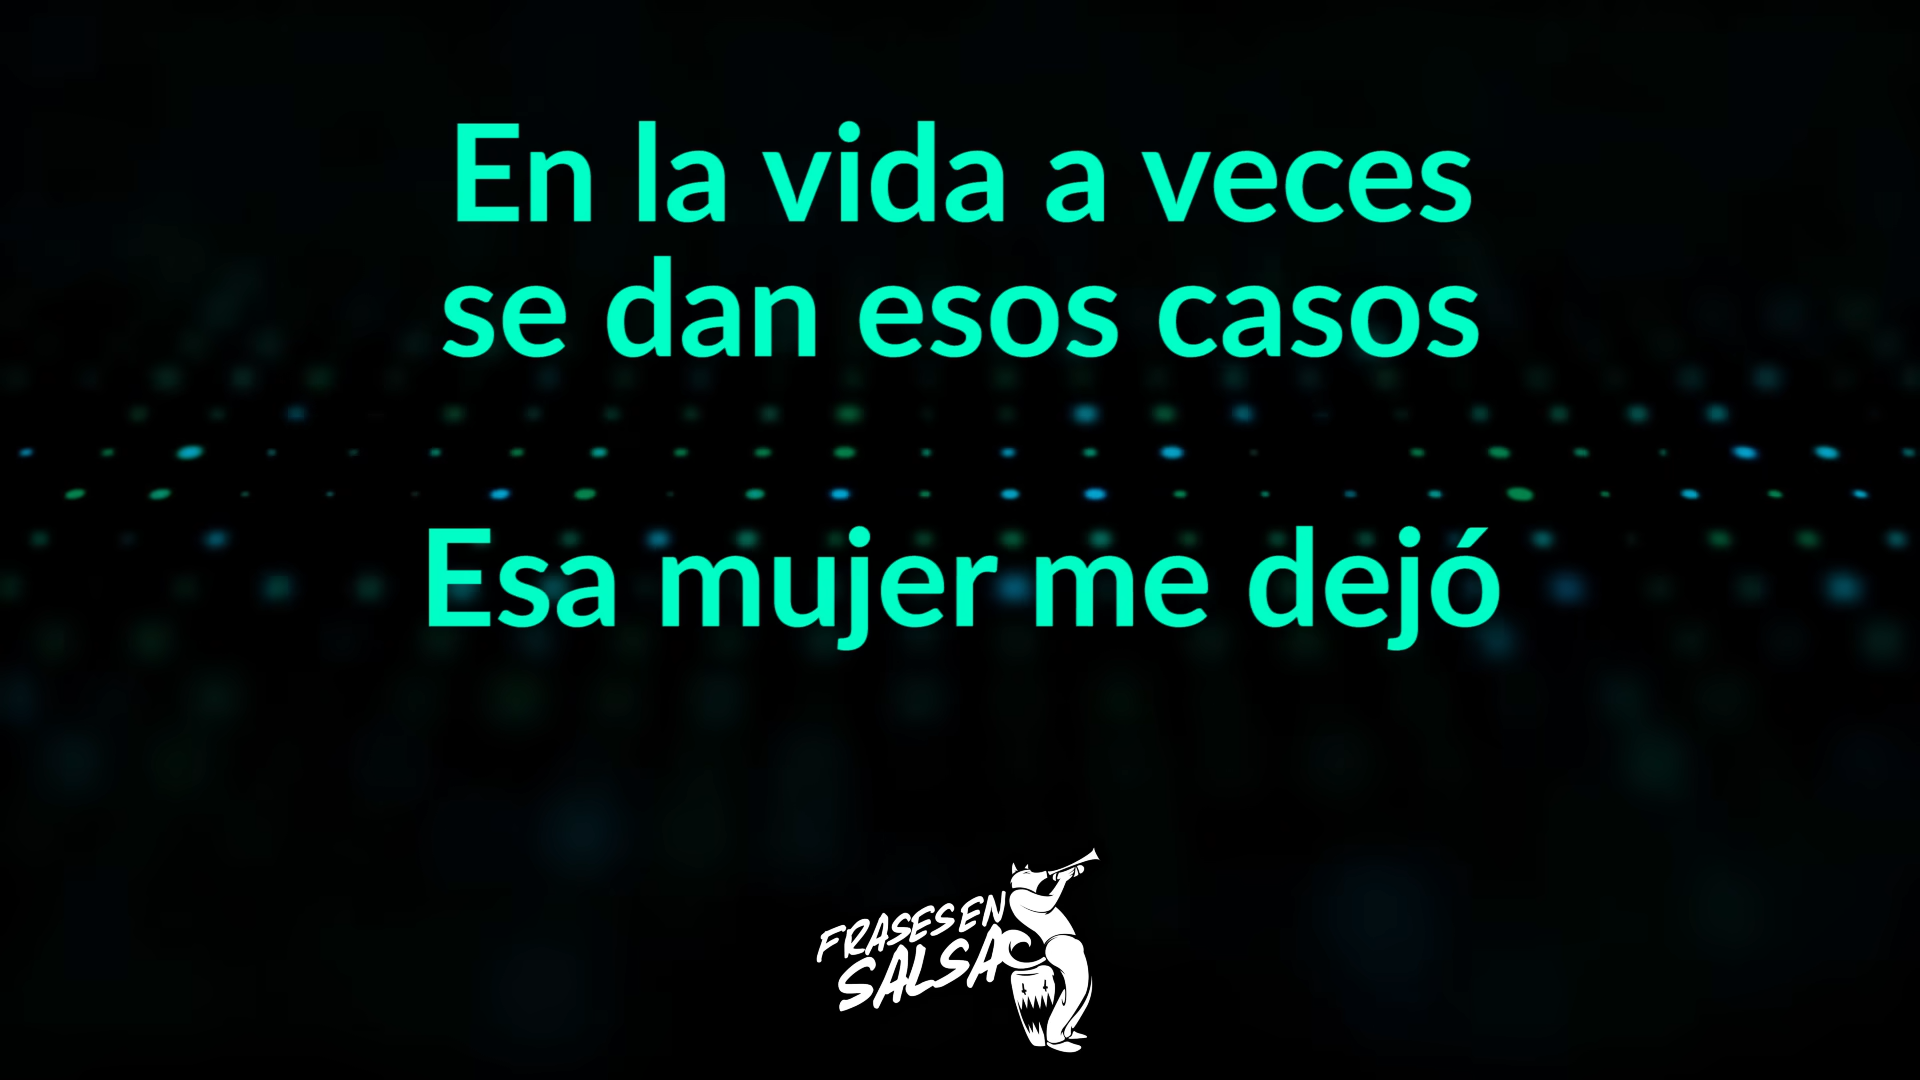 En la vida a veces
se dan esos casos
Esa mujer me dejó
FRASES EN
SALSA